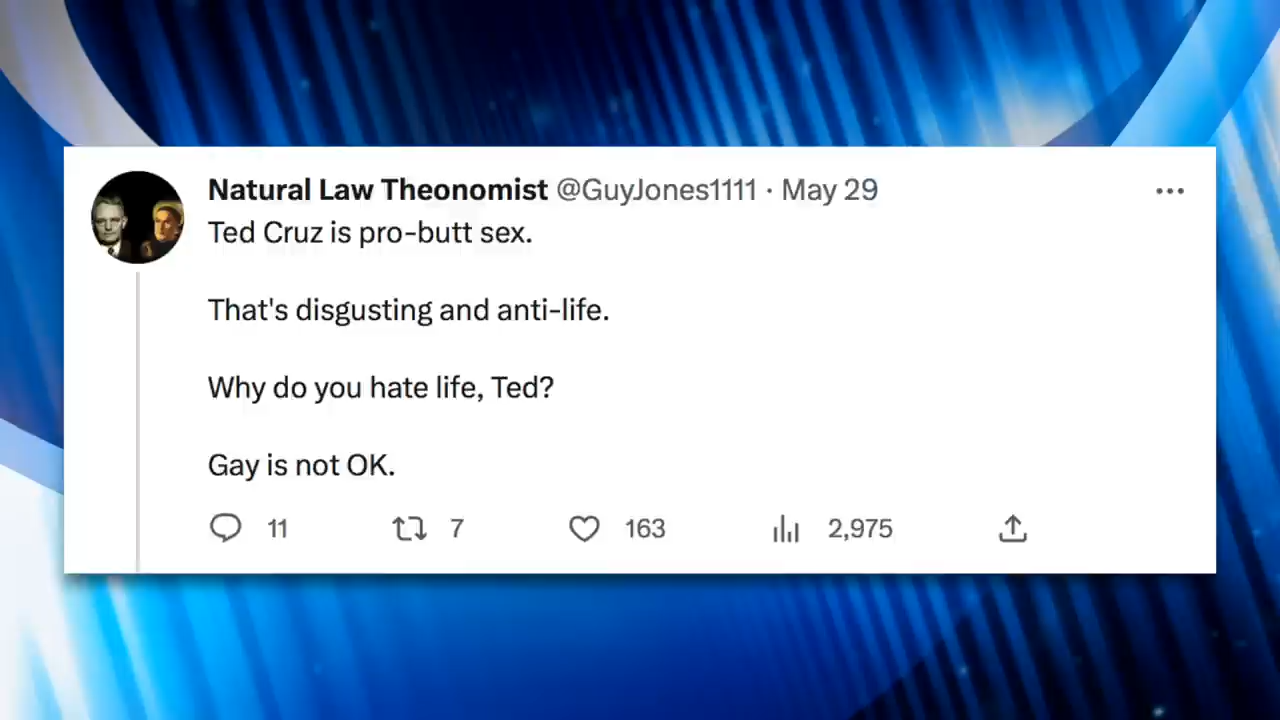 Natural Law Theonomist @GuyJones1111 · May 29
Ted Cruz is pro-butt sex.
That's disgusting and anti-life.
Why do you hate life, Ted?
Gay is not OK.
11 7 163 2,975